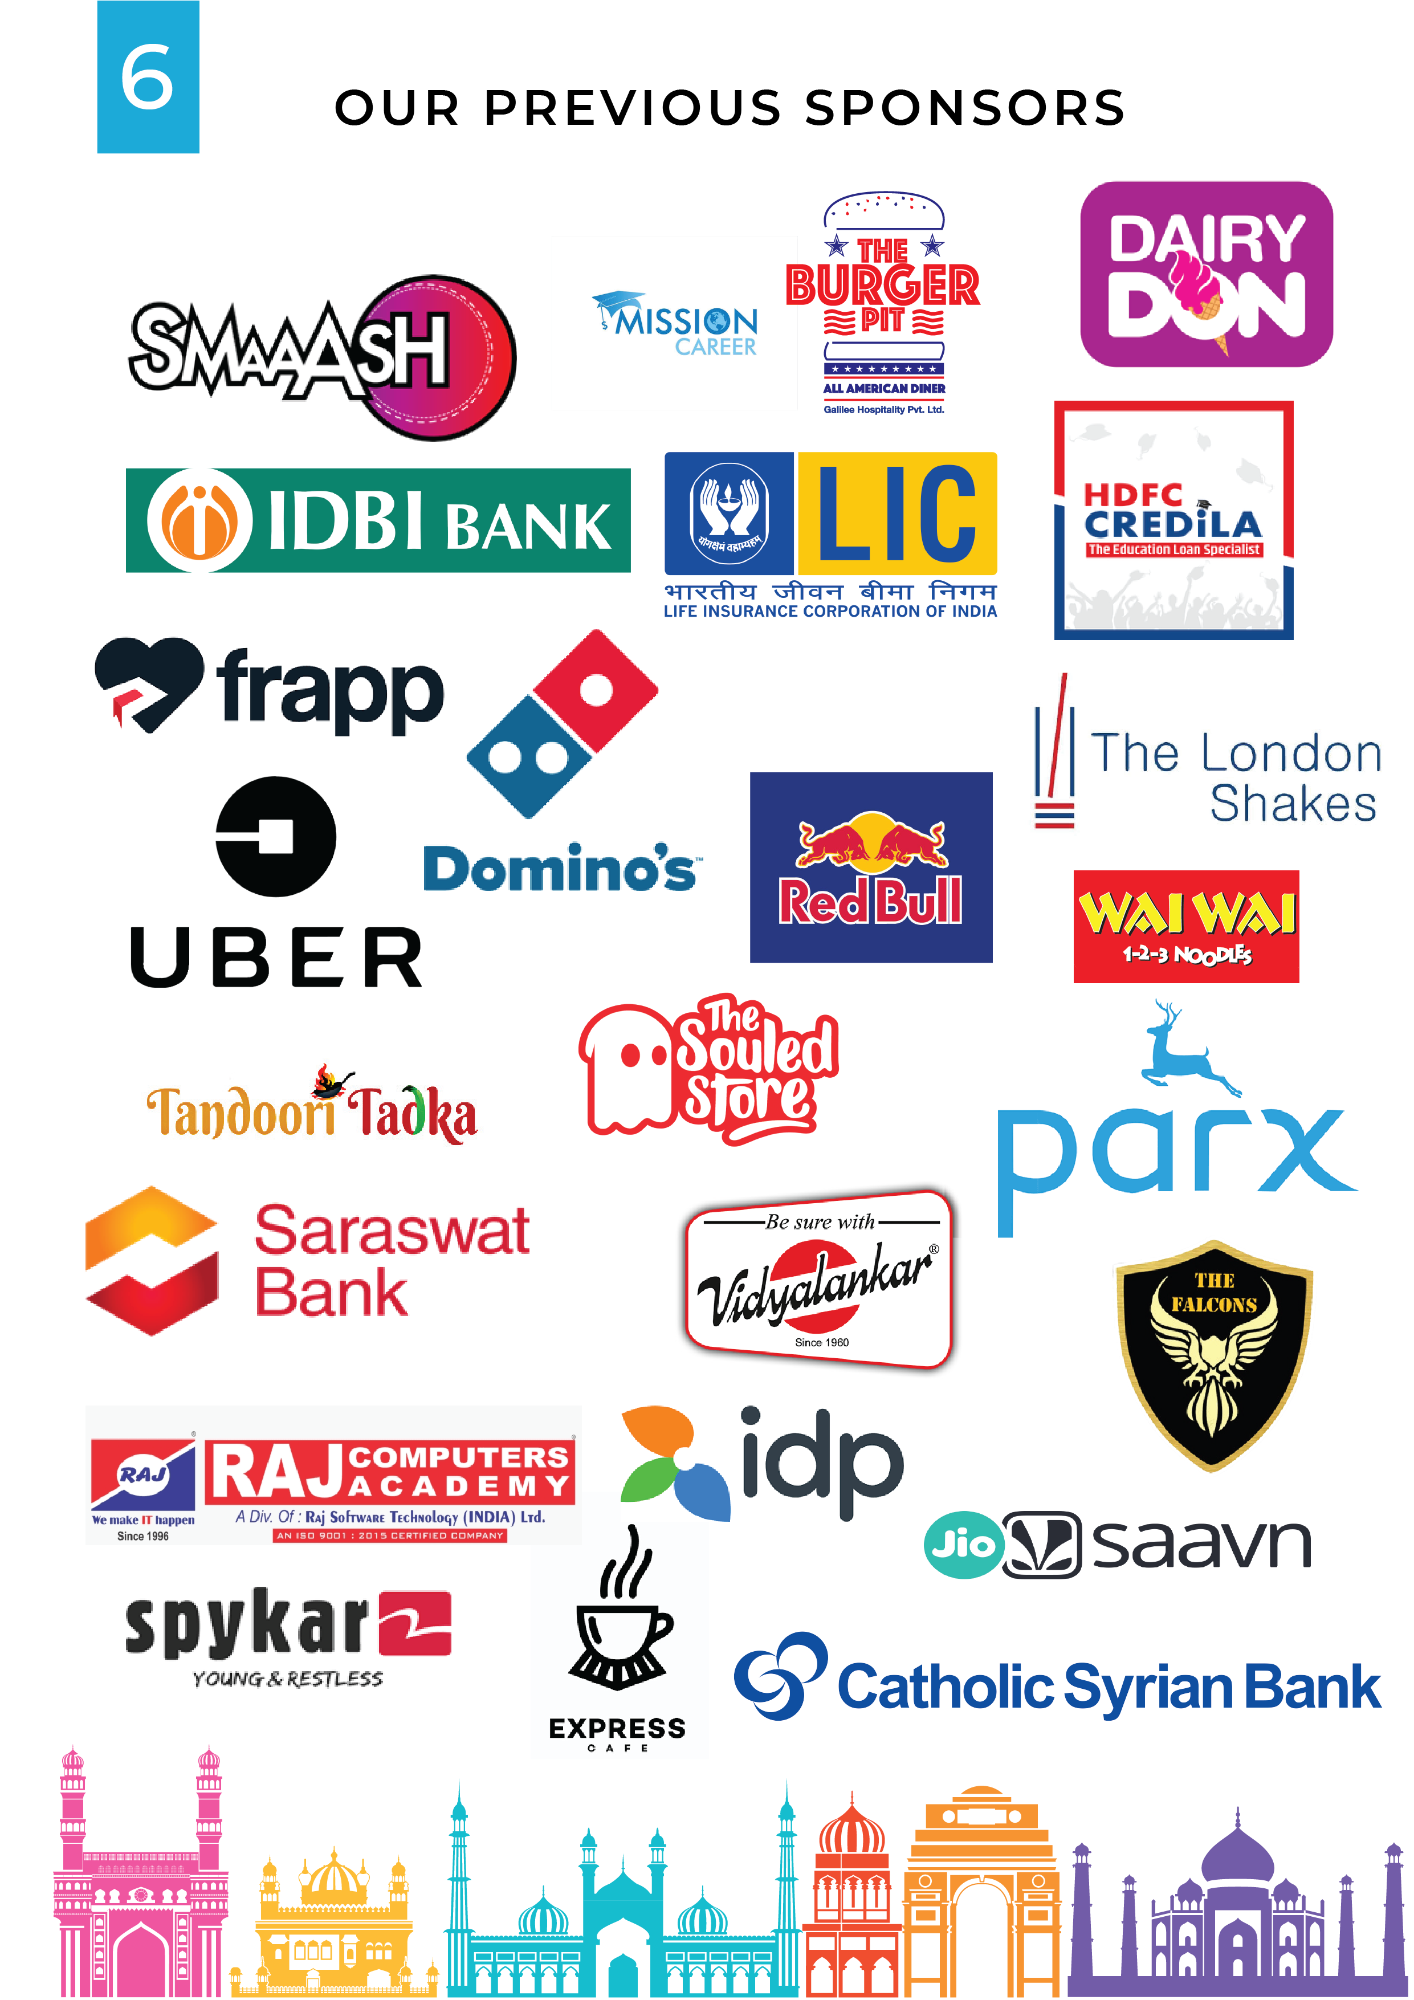 6
OUR PREVIOUS SPONSORS
SMAAASH
MISSION
CAREER
THE
BURGER
PIT
ALL AMERICAN DINER
Galilee Hospitality Pvt. Ltd.
DAIRY
DON
IDBI BANK
योगक्षेमं वहाम्यहम्
LIC
भारतीय जीवन बीमा निगम
LIFE INSURANCE CORPORATION OF INDIA
HDFC
CREDiLA
The Education Loan Specialist
frapp
Domino's™
UBER
Red Bull
The London
Shakes
WAI WAI
1-2-3 NOODLES
Tandoori Tadka
The
Souled
Store
parx
Saraswat
Bank
Be sure with
Vidyalankar®
Since 1960
THE
FALCONS
RAJ
®
We make IT happen
Since 1996
RAJ COMPUTERS
ACADEMY
®
A Div. Of : Raj Software Technology (INDIA) Ltd.
AN ISO 9001 : 2015 CERTIFIED COMPANY
idp
Jio saavn
spykar
YOUNG & RESTLESS
EXPRESS
CAFE
Catholic Syrian Bank